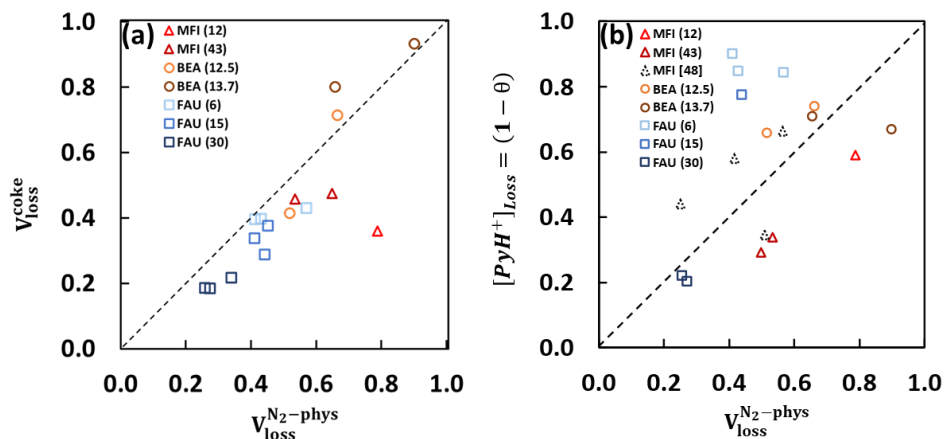 (a)
MFI (12)
MFI (43)
BEA (12.5)
BEA (13.7)
FAU (6)
FAU (15)
FAU (30)
1.0
0.8
0.6
0.4
0.2
0.0
0.0 0.2 0.4 0.6 0.8 1.0
V_loss^coke
V_loss^N₂−phys
(b)
MFI (12)
MFI (43)
MFI [48]
BEA (12.5)
BEA (13.7)
FAU (6)
FAU (15)
FAU (30)
1.0
0.8
0.6
0.4
0.2
0.0
0.0 0.2 0.4 0.6 0.8 1.0
[PyH⁺]_Loss = (1 − θ)
V_loss^N₂−phys